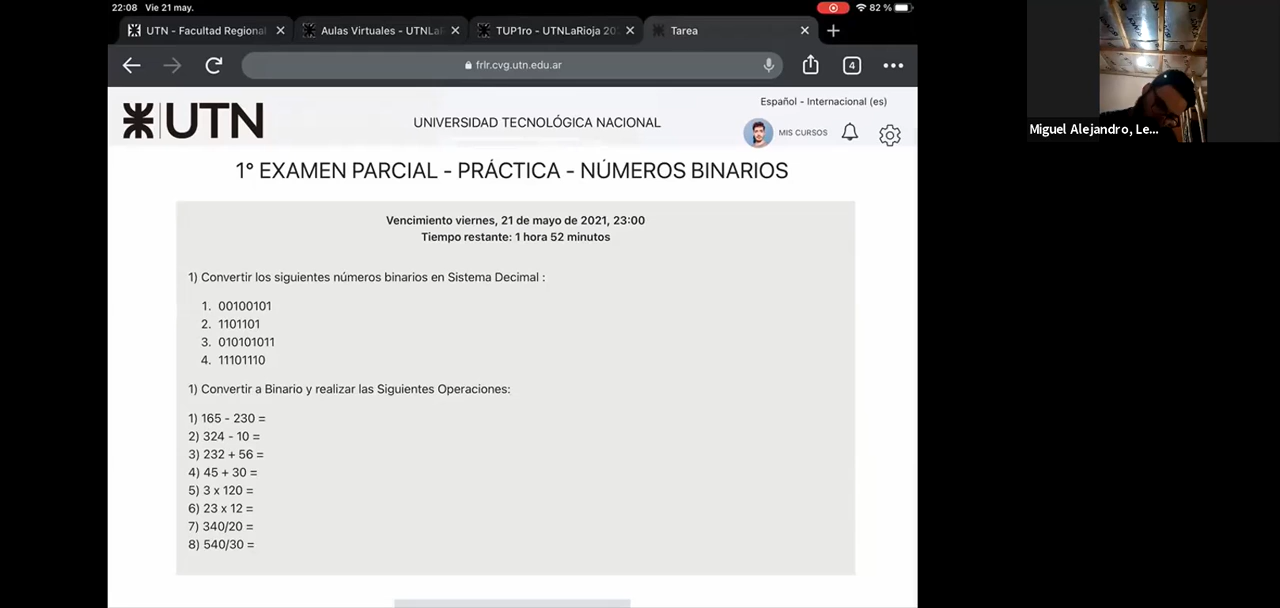 22:08 Vie 21 may.
82 %
UTN - Facultad Regional
Aulas Virtuales - UTNLa
TUP1ro - UTNLaRioja 20
Tarea
frlr.cvg.utn.edu.ar
4
Español - Internacional (es)
UTN
UNIVERSIDAD TECNOLÓGICA NACIONAL
MIS CURSOS
Miguel Alejandro, Le...
1° EXAMEN PARCIAL - PRÁCTICA - NÚMEROS BINARIOS
Vencimiento viernes, 21 de mayo de 2021, 23:00
Tiempo restante: 1 hora 52 minutos
1) Convertir los siguientes números binarios en Sistema Decimal :
1. 00100101
2. 1101101
3. 010101011
4. 11101110
1) Convertir a Binario y realizar las Siguientes Operaciones:
1) 165 - 230 =
2) 324 - 10 =
3) 232 + 56 =
4) 45 + 30 =
5) 3 x 120 =
6) 23 x 12 =
7) 340/20 =
8) 540/30 =